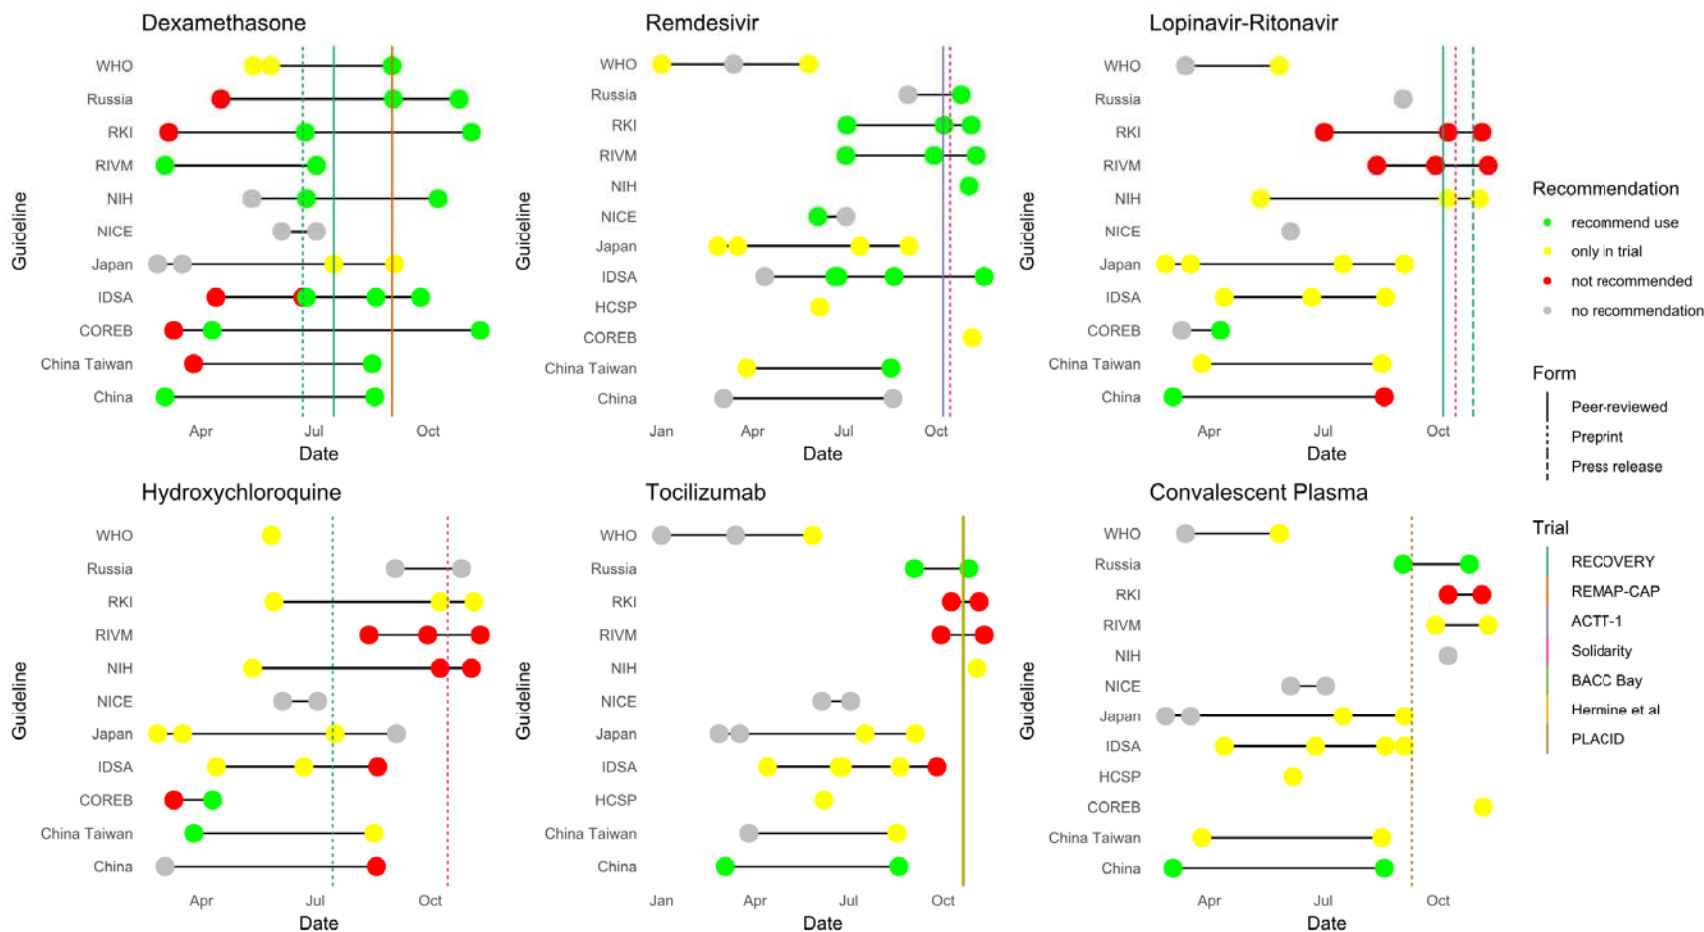 Dexamethasone
WHO
Russia
RKI
RIVM
NIH
NICE
Japan
IDSA
COREB
China Taiwan
China
Guideline
Apr Jul Oct
Date
Remdesivir
WHO
Russia
RKI
RIVM
NIH
NICE
Japan
IDSA
HCSP
COREB
China Taiwan
China
Guideline
Jan Apr Jul Oct
Date
Lopinavir-Ritonavir
WHO
Russia
RKI
RIVM
NIH
NICE
Japan
IDSA
COREB
China Taiwan
China
Guideline
Apr Jul Oct
Date
Hydroxychloroquine
WHO
Russia
RKI
RIVM
NIH
NICE
Japan
IDSA
COREB
China Taiwan
China
Guideline
Apr Jul Oct
Date
Tocilizumab
WHO
Russia
RKI
RIVM
NIH
NICE
Japan
IDSA
HCSP
COREB
China Taiwan
China
Guideline
Jan Apr Jul Oct
Date
Convalescent Plasma
WHO
Russia
RKI
RIVM
NIH
NICE
Japan
IDSA
HCSP
COREB
China Taiwan
China
Guideline
Apr Jul Oct
Date
Recommendation
recommend use
only in trial
not recommended
no recommendation
Form
Peer-reviewed
Preprint
Press release
Trial
RECOVERY
REMAP-CAP
ACTT-1
Solidarity
BACC Bay
Hermine et al
PLACID